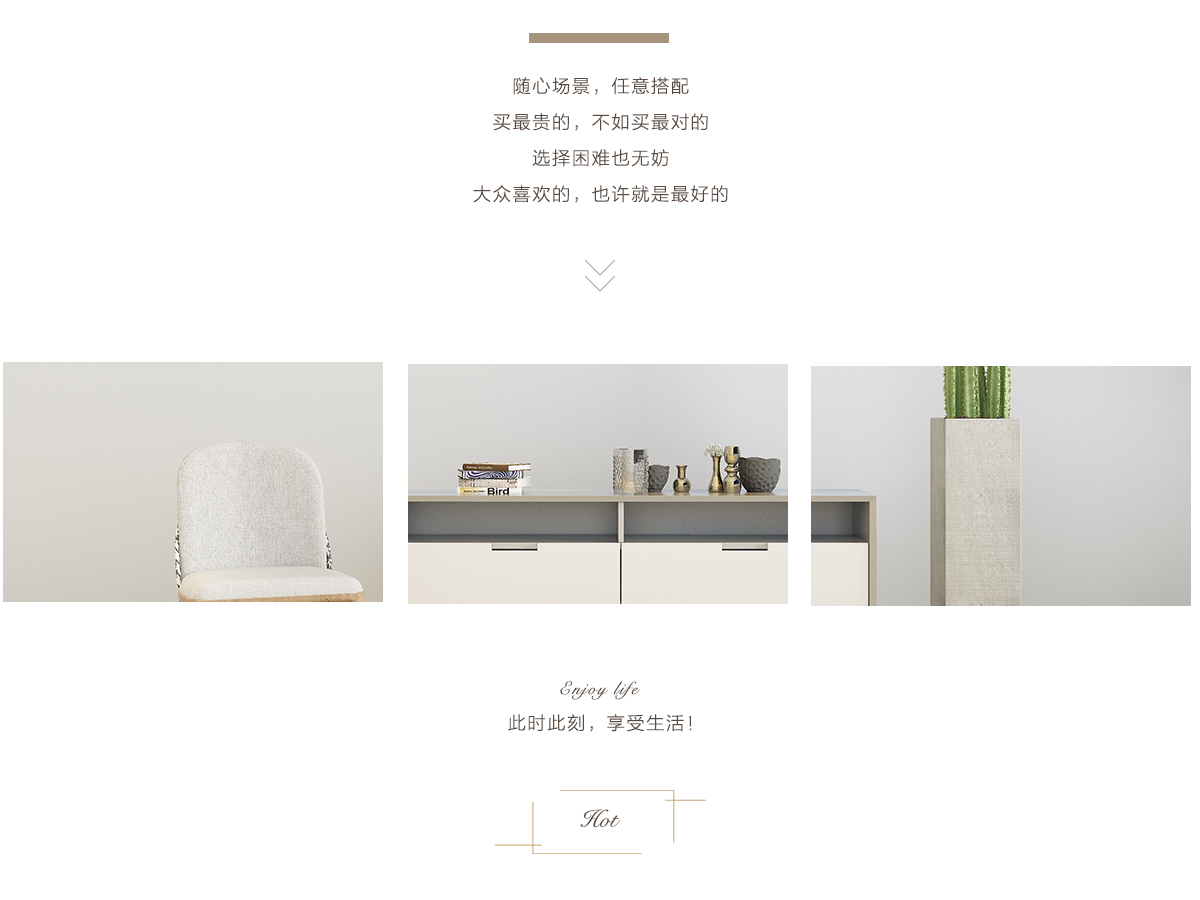 随心场景，任意搭配
买最贵的，不如买最对的
选择困难也无妨
大众喜欢的，也许就是最好的
Bird
Enjoy life
此时此刻，享受生活！
Hot